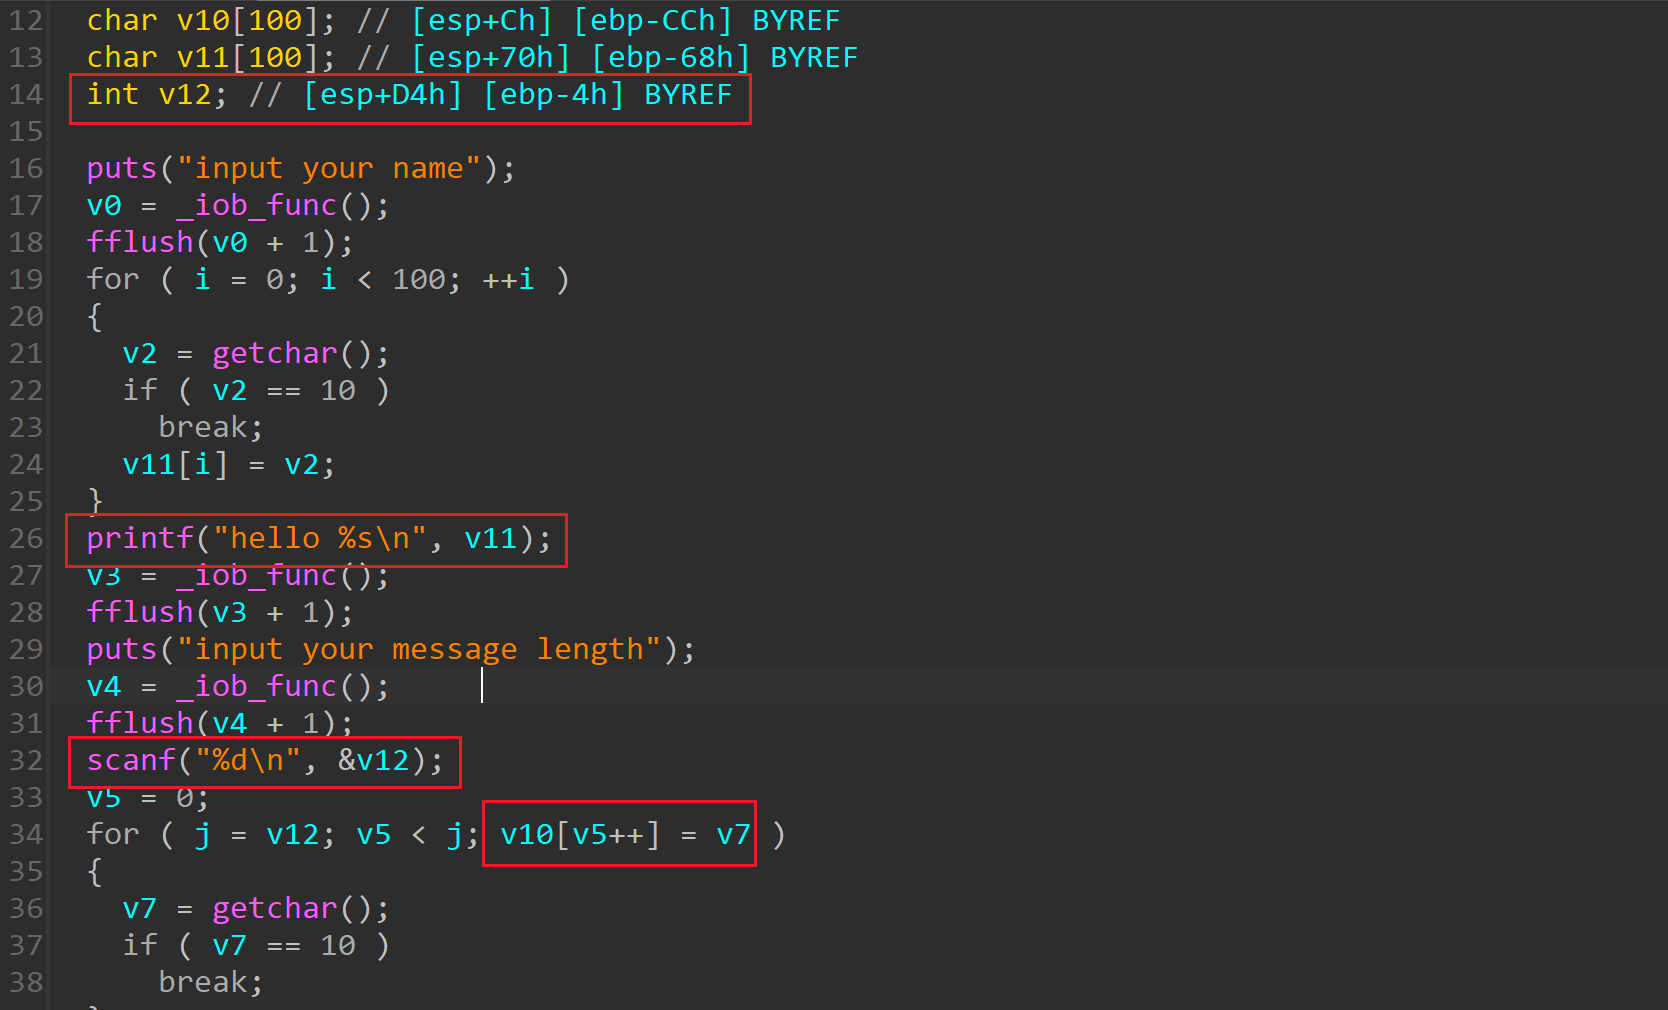 12 char v10[100]; // [esp+Ch] [ebp-CCh] BYREF
13 char v11[100]; // [esp+70h] [ebp-68h] BYREF
14 int v12; // [esp+D4h] [ebp-4h] BYREF
15
16 puts("input your name");
17 v0 = _iob_func();
18 fflush(v0 + 1);
19 for ( i = 0; i < 100; ++i )
20 {
21 v2 = getchar();
22 if ( v2 == 10 )
23 break;
24 v11[i] = v2;
25 }
26 printf("hello %s\n", v11);
27 v3 = _iob_func();
28 fflush(v3 + 1);
29 puts("input your message length");
30 v4 = _iob_func();
31 fflush(v4 + 1);
32 scanf("%d\n", &v12);
33 v5 = 0;
34 for ( j = v12; v5 < j; v10[v5++] = v7 )
35 {
36 v7 = getchar();
37 if ( v7 == 10 )
38 break;